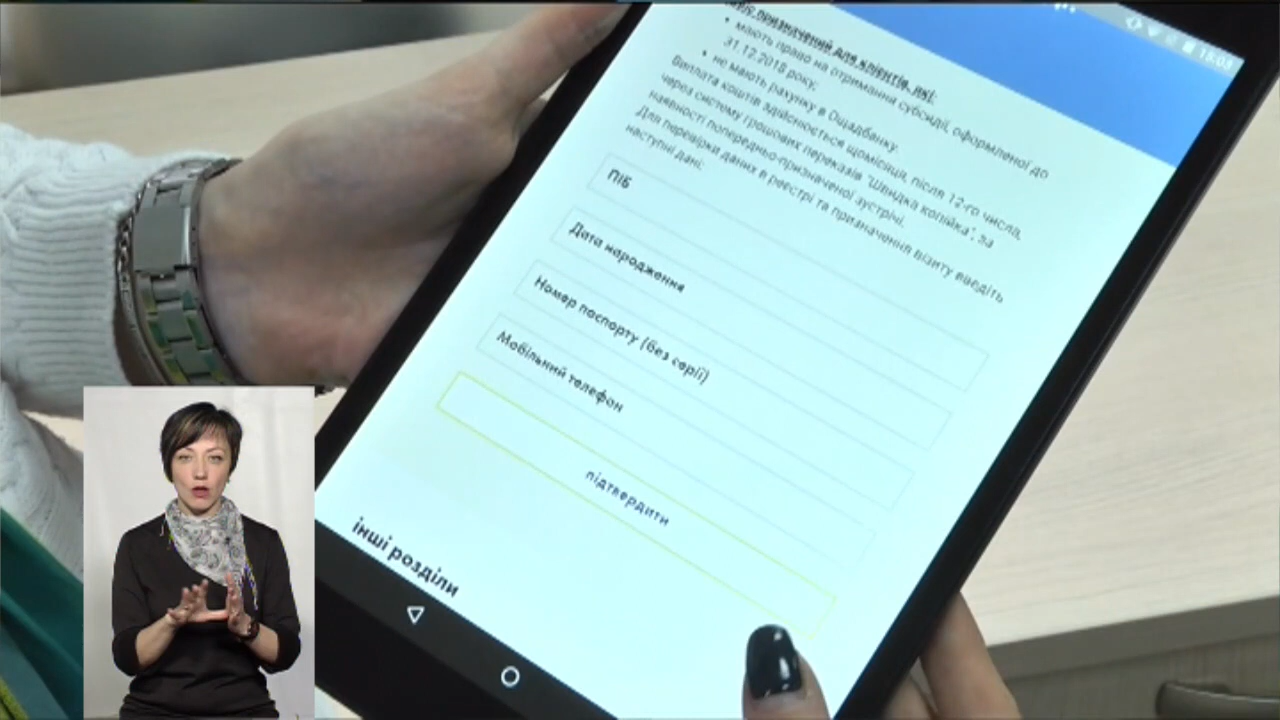 15:03
призначений для клієнтів, які:
• мають право на отримання субсидії, оформленої до
31.12.2018 року;
• не мають рахунку в Ощадбанку.
Виплата коштів здійснюється щомісяця, після 12-го числа,
через систему грошових переказів "Швидка копійка", за
наявності попередньо-призначеної зустрічі.
Для перевірки даних в реєстрі та призначення візиту введіть
наступні дані:
ПІБ
Дата народження
Номер паспорту (без серії)
Мобільний телефон
підтвердити
інші розділи